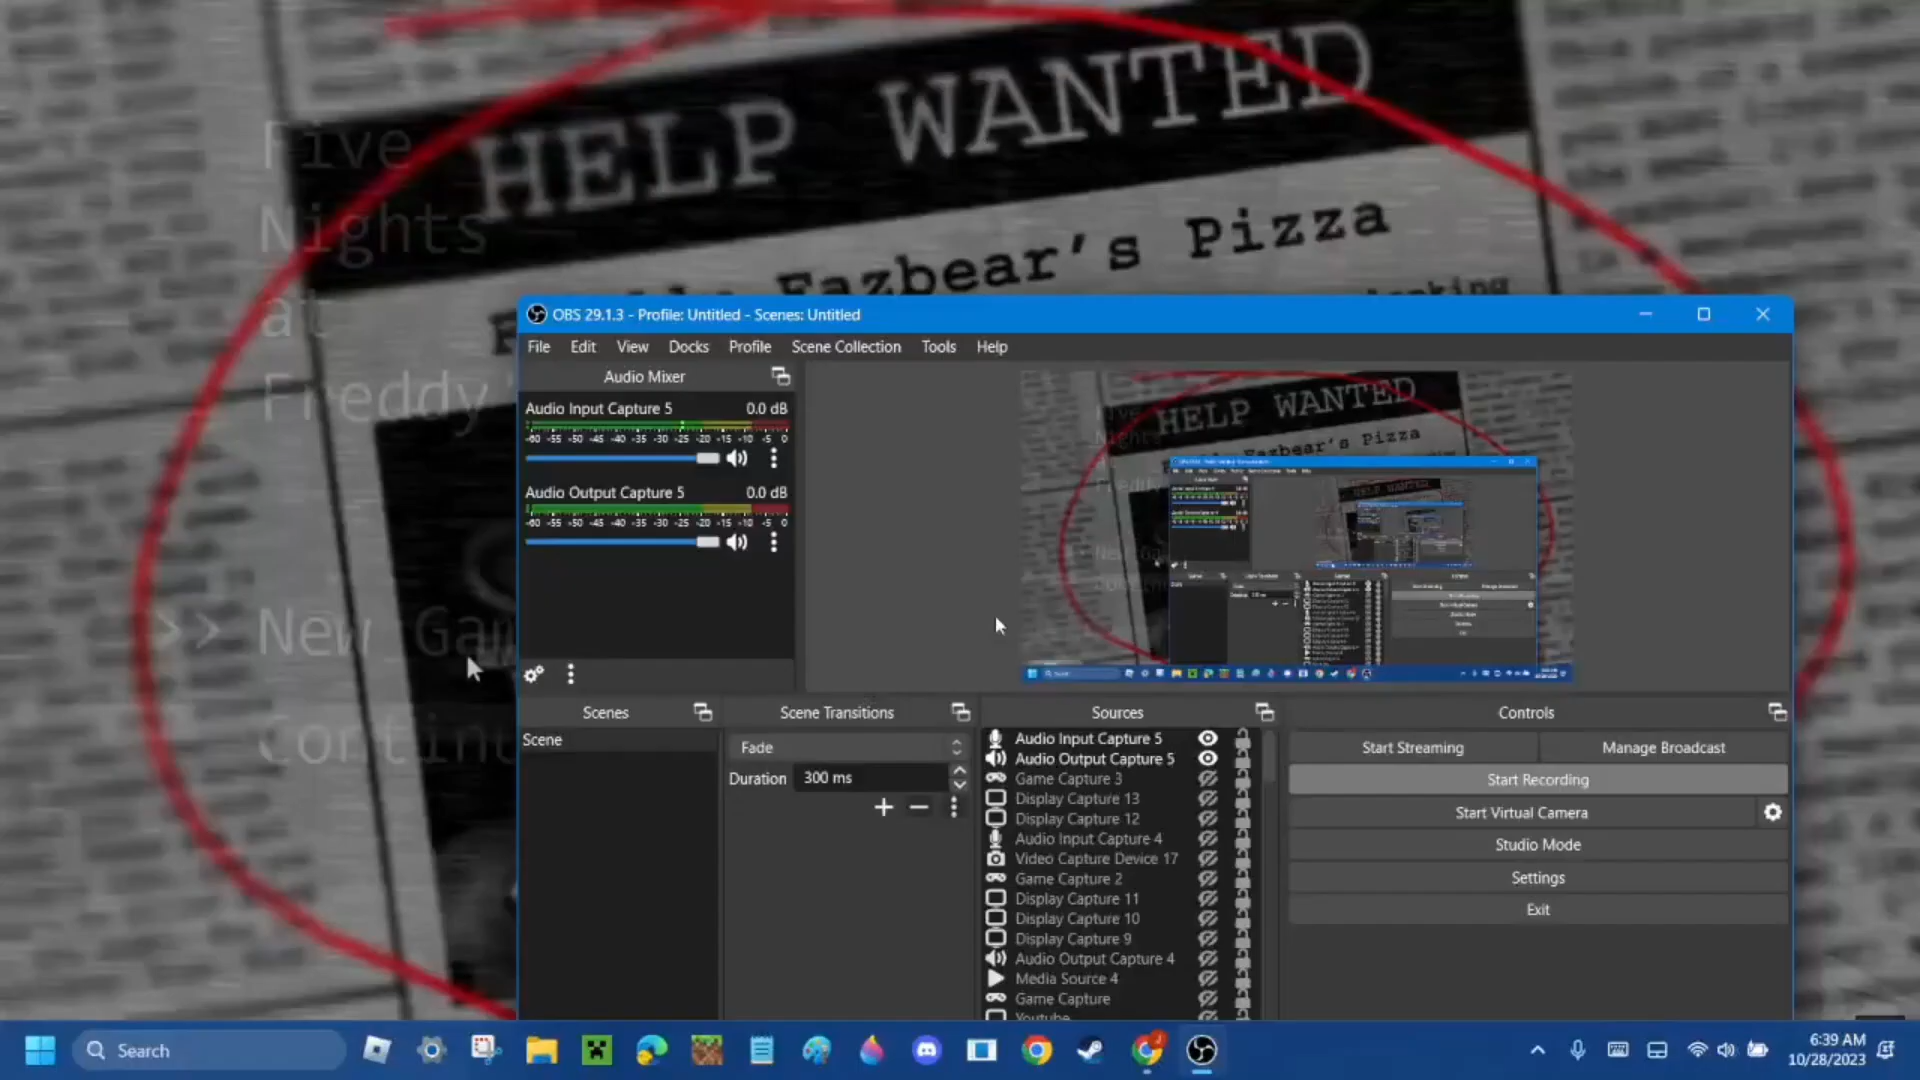 HELP WANTED
Five
Nights
at
Freddy'
>> New Gam
Continu
Fazbear's Pizza
OBS 29.1.3 - Profile: Untitled - Scenes: Untitled
File Edit View Docks Profile Scene Collection Tools Help
Audio Mixer
Audio Input Capture 5 0.0 dB
-60 -55 -50 -45 -40 -35 -30 -25 -20 -15 -10 -5 0
Audio Output Capture 5 0.0 dB
-60 -55 -50 -45 -40 -35 -30 -25 -20 -15 -10 -5 0
HELP WANTED
Fazbear's Pizza
Scenes
Scene
Scene Transitions
Fade
Duration 300 ms
Sources
Audio Input Capture 5
Audio Output Capture 5
Game Capture 3
Display Capture 13
Display Capture 12
Audio Input Capture 4
Video Capture Device 17
Game Capture 2
Display Capture 11
Display Capture 10
Display Capture 9
Audio Output Capture 4
Media Source 4
Game Capture
Youtube
Controls
Start Streaming
Manage Broadcast
Start Recording
Start Virtual Camera
Studio Mode
Settings
Exit
Search
6:39 AM
10/28/2023